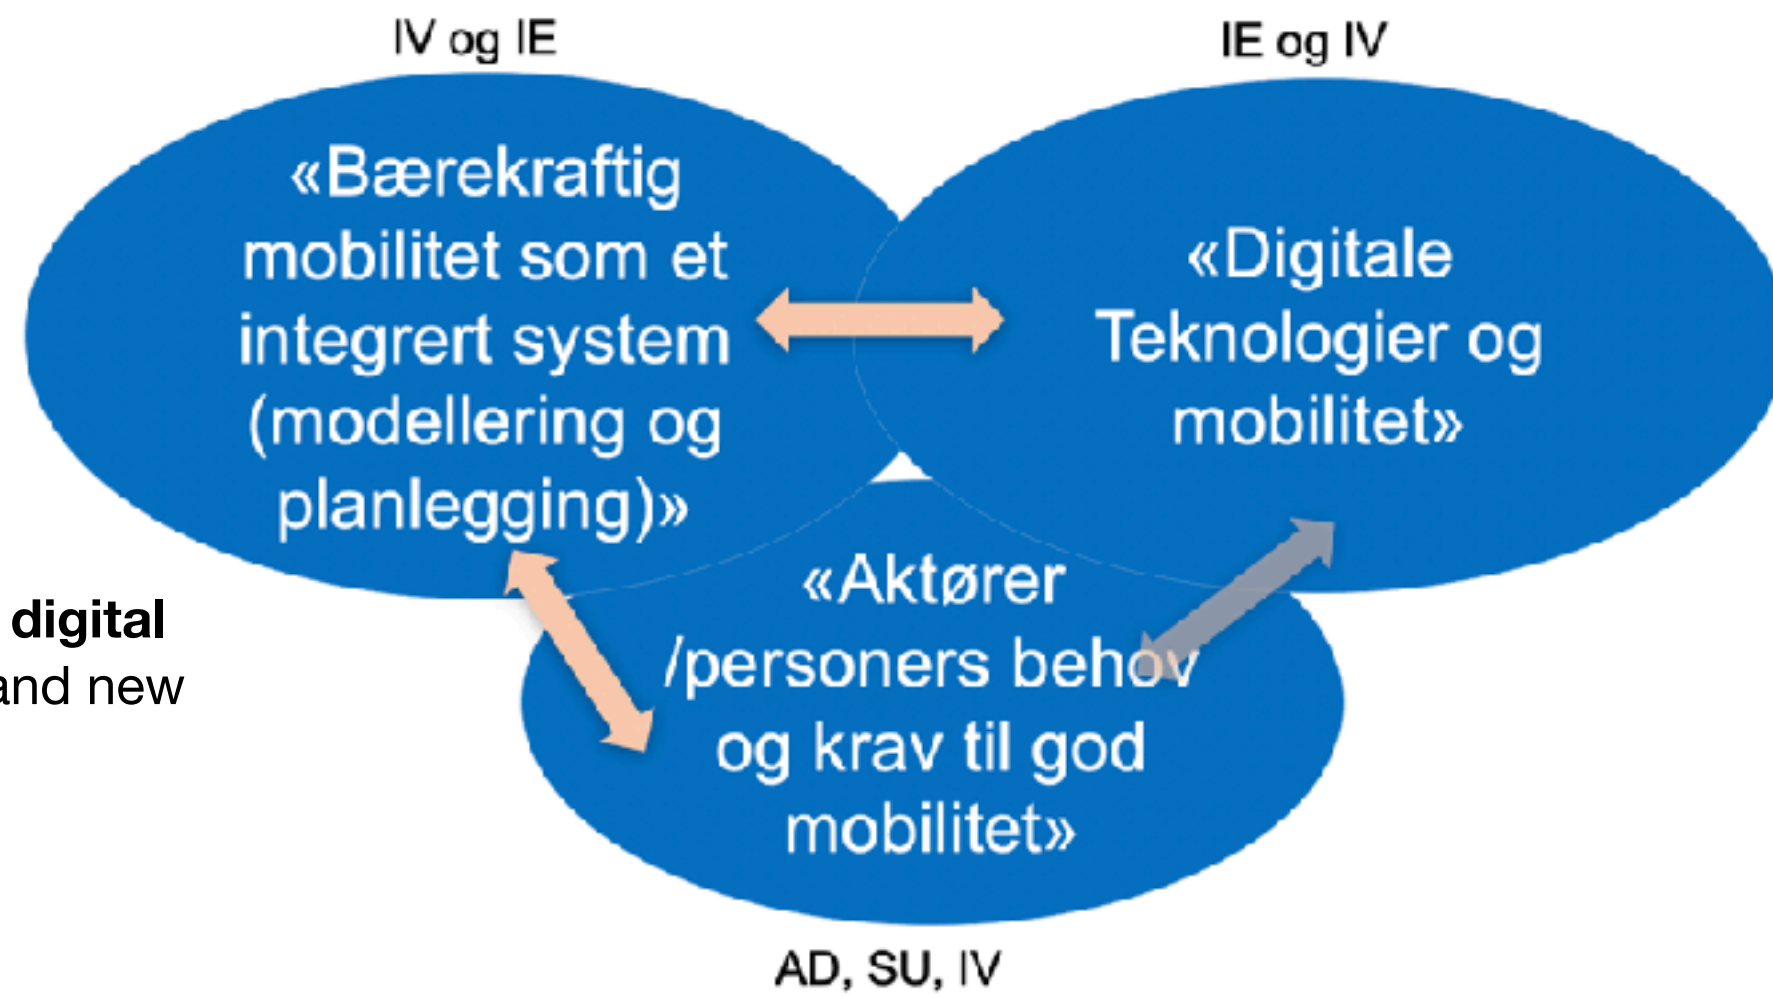 IV og IE
IE og IV
«Bærekraftig
mobilitet som et
integrert system
(modellering og
planlegging)»
«Digitale
Teknologier og
mobilitet»
«Aktører
/personers behov
og krav til god
mobilitet»
AD, SU, IV
digital
and new